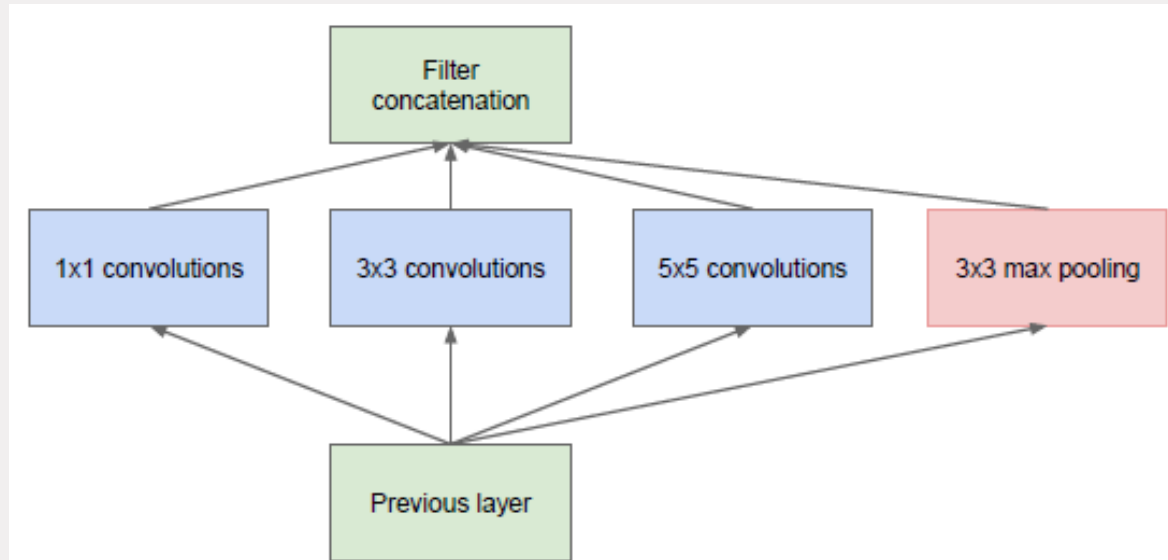 Filter
concatenation
1x1 convolutions
3x3 convolutions
5x5 convolutions
3x3 max pooling
Previous layer